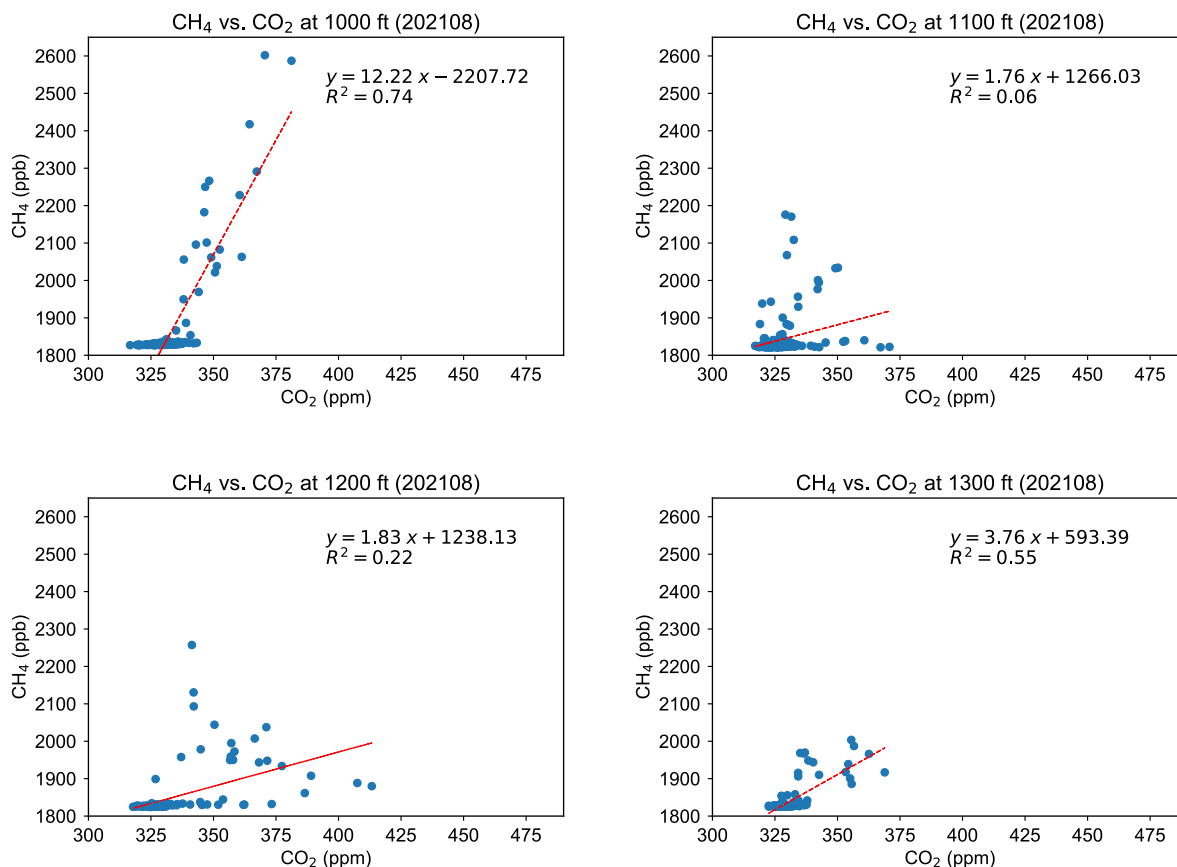 CH₄ vs. CO₂ at 1000 ft (202108)
2600
2500
2400
2300
2200
2100
2000
1900
1800
CH₄ (ppb)
y = 12.22 x − 2207.72
R² = 0.74
300 325 350 375 400 425 450 475
CO₂ (ppm)
CH₄ vs. CO₂ at 1100 ft (202108)
2600
2500
2400
2300
2200
2100
2000
1900
1800
CH₄ (ppb)
y = 1.76 x + 1266.03
R² = 0.06
300 325 350 375 400 425 450 475
CO₂ (ppm)
CH₄ vs. CO₂ at 1200 ft (202108)
2600
2500
2400
2300
2200
2100
2000
1900
1800
CH₄ (ppb)
y = 1.83 x + 1238.13
R² = 0.22
300 325 350 375 400 425 450 475
CO₂ (ppm)
CH₄ vs. CO₂ at 1300 ft (202108)
2600
2500
2400
2300
2200
2100
2000
1900
1800
CH₄ (ppb)
y = 3.76 x + 593.39
R² = 0.55
300 325 350 375 400 425 450 475
CO₂ (ppm)